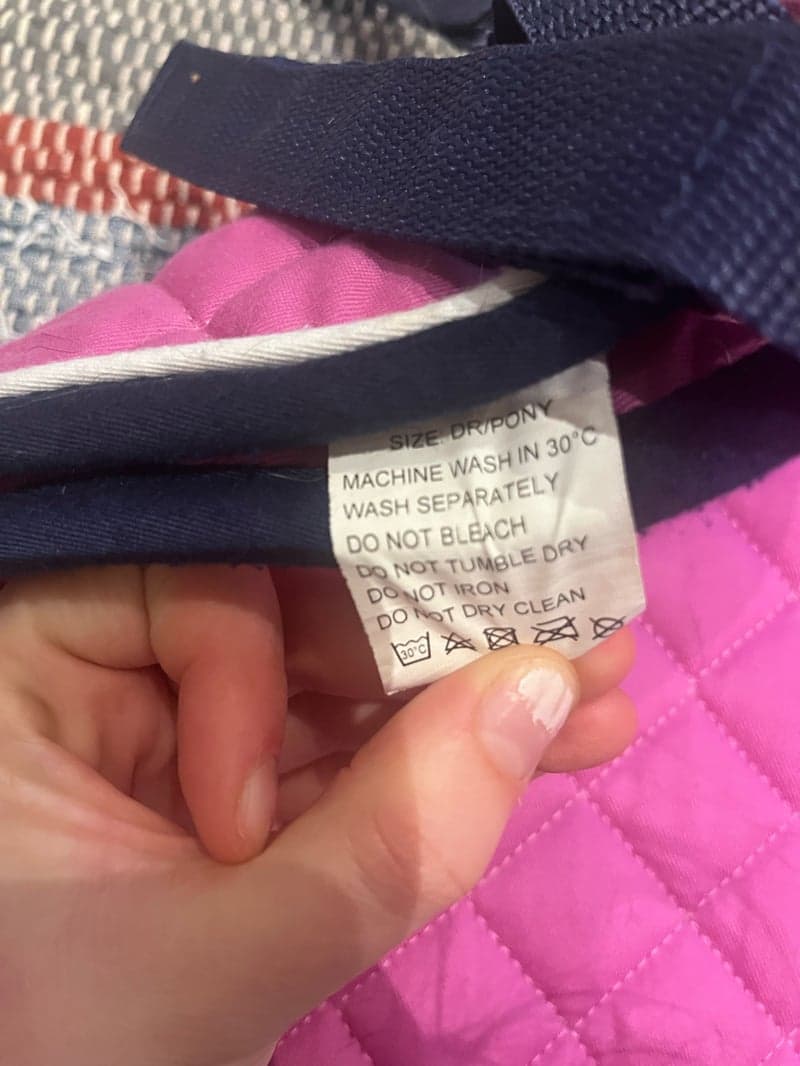 SIZE: DR/PONY
MACHINE WASH IN 30°C
WASH SEPARATELY
DO NOT BLEACH
DO NOT TUMBLE DRY
DO NOT IRON
DO NOT DRY CLEAN
30°C